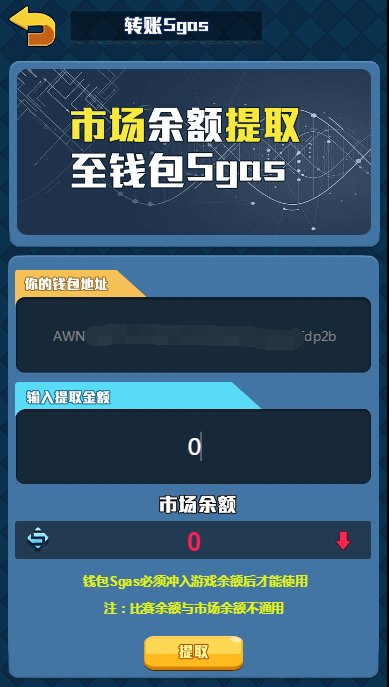 转账Sgas
市场余额提取
至钱包Sgas
你的钱包地址
AWN
dp2b
输入提取金额
0
市场余额
0
钱包Sgas必须冲入游戏余额后才能使用
注：比赛余额与市场余额不通用
提取